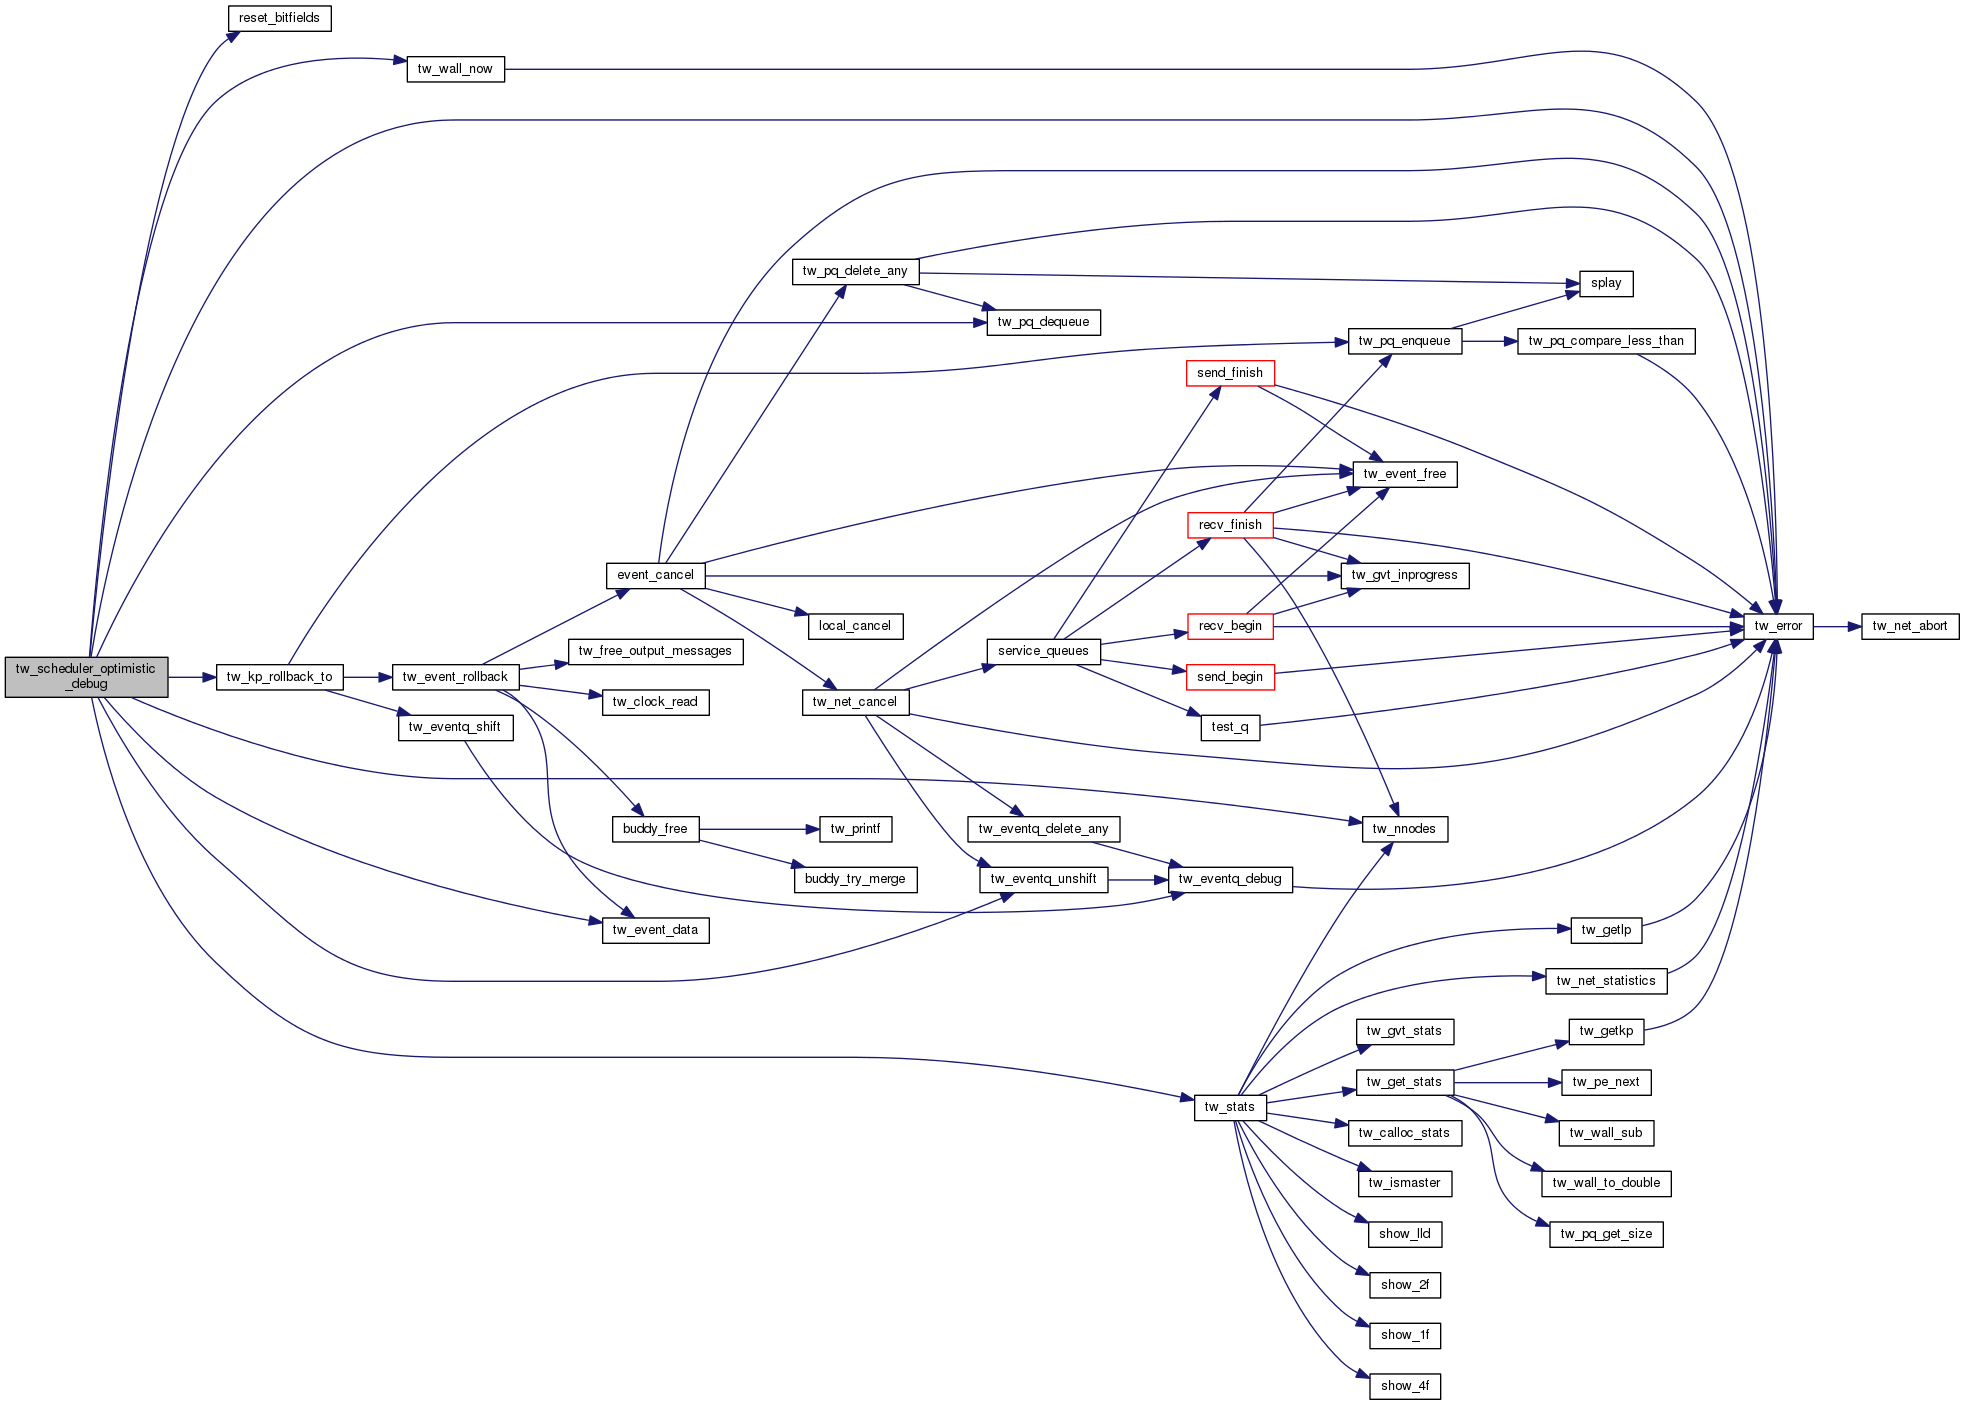 reset_bitfields
tw_wall_now
tw_pq_delete_any
splay
tw_pq_dequeue
tw_pq_enqueue
tw_pq_compare_less_than
send_finish
tw_event_free
recv_finish
event_cancel
tw_gvt_inprogress
local_cancel
recv_begin
tw_error
tw_net_abort
tw_free_output_messages
service_queues
tw_scheduler_optimistic
_debug
tw_kp_rollback_to
tw_event_rollback
send_begin
tw_clock_read
tw_net_cancel
tw_eventq_shift
test_q
buddy_free
tw_printf
tw_eventq_delete_any
tw_nnodes
buddy_try_merge
tw_eventq_unshift
tw_eventq_debug
tw_event_data
tw_getlp
tw_net_statistics
tw_gvt_stats
tw_getkp
tw_get_stats
tw_pe_next
tw_stats
tw_calloc_stats
tw_wall_sub
tw_ismaster
tw_wall_to_double
show_lld
tw_pq_get_size
show_2f
show_1f
show_4f